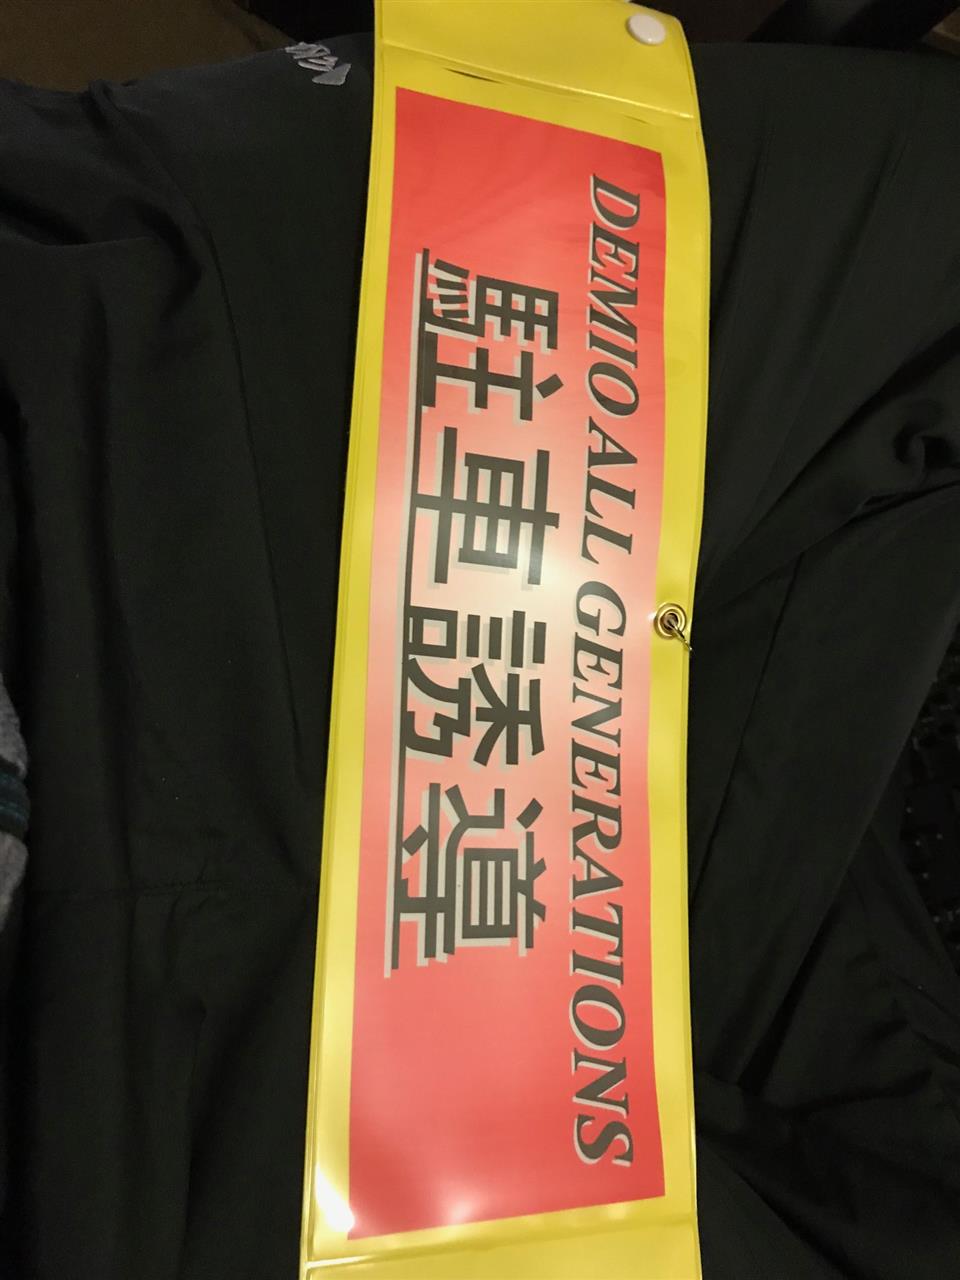 DEMIO ALL GENERATIONS
駐車誘導